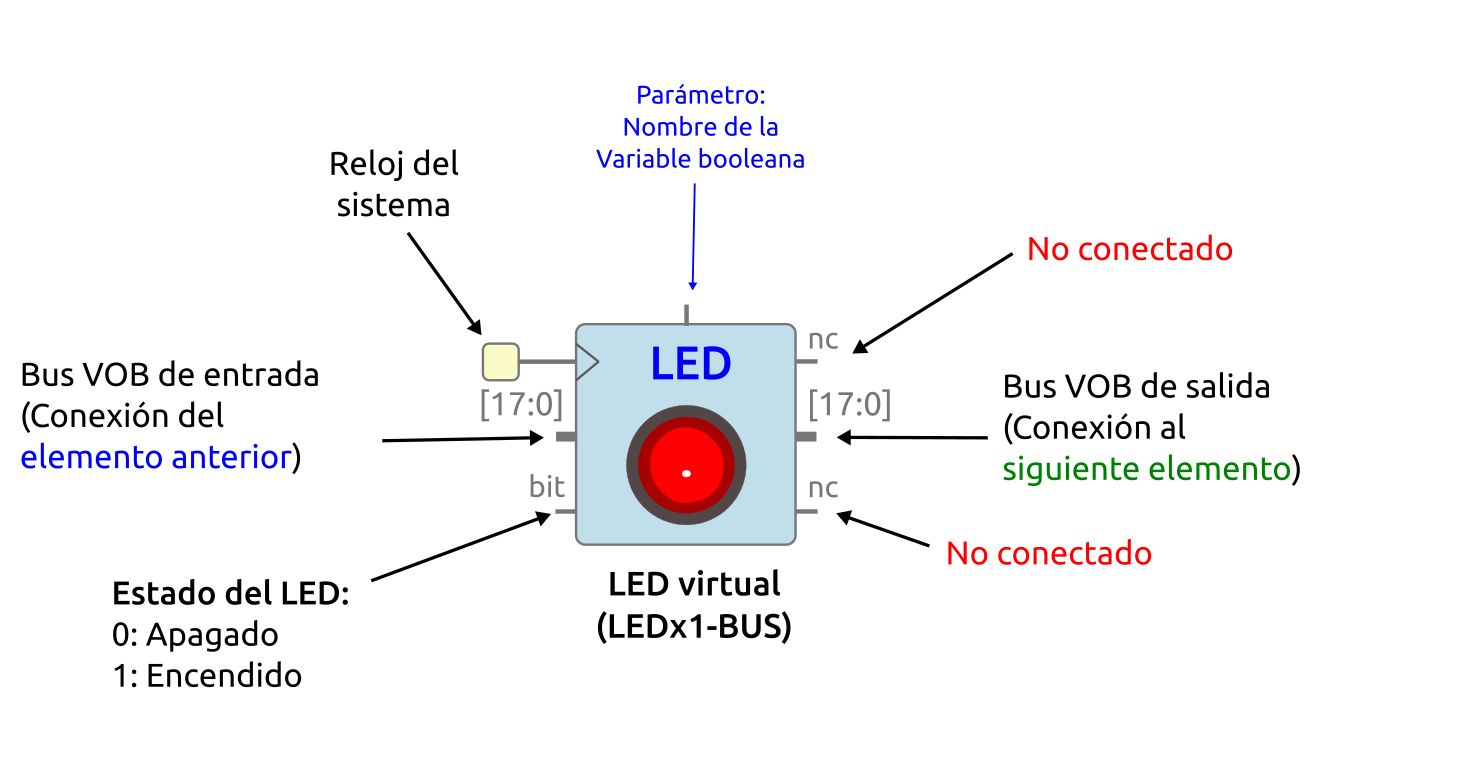 Parámetro:
Nombre de la
Variable booleana
Reloj del
sistema
No conectado
nc
LED
Bus VOB de entrada
(Conexión del
elemento anterior)
[17:0]
[17:0]
Bus VOB de salida
(Conexión al
siguiente elemento)
bit
nc
No conectado
Estado del LED:
0: Apagado
1: Encendido
LED virtual
(LEDx1-BUS)